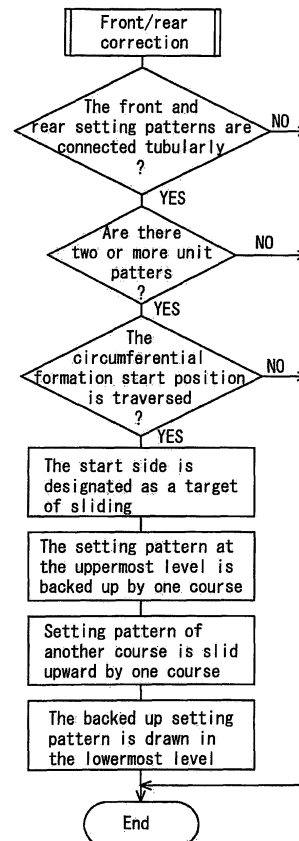 Front/rear
correction
The front and
rear setting patterns are
connected tubularly
?
NO
YES
Are there
two or more unit
patters
?
NO
YES
The
circumferential
formation start position
is traversed
?
NO
YES
The start side is
designated as a target
of sliding
The setting pattern at
the uppermost level is
backed up by one course
Setting pattern of
another course is slid
upward by one course
The backed up setting
pattern is drawn in
the lowermost level
End